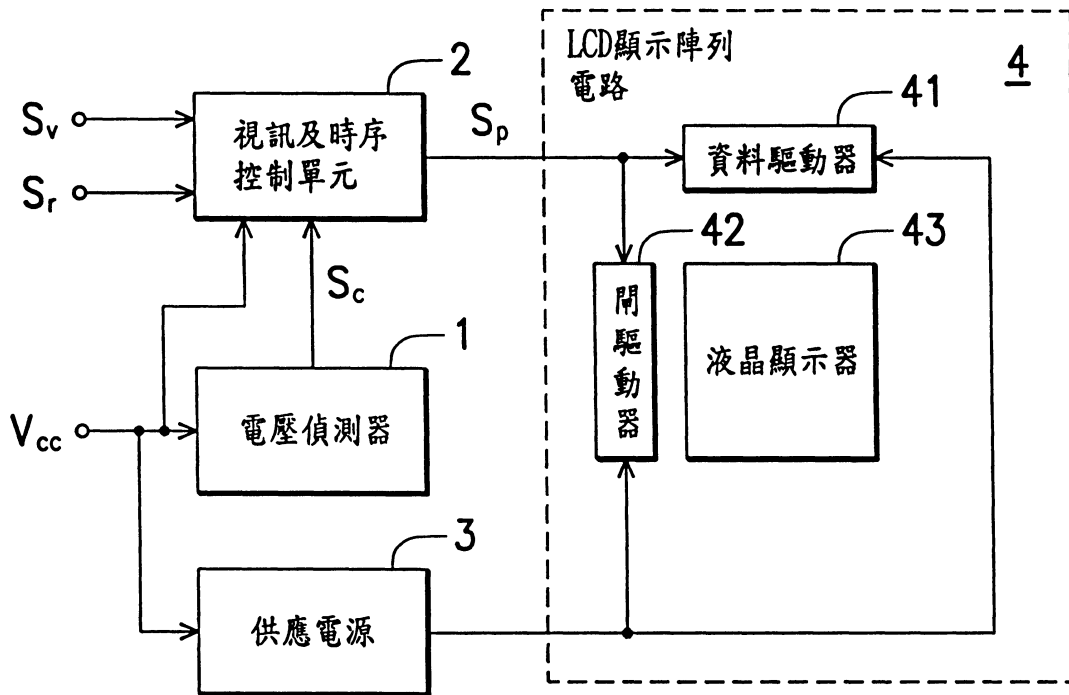 LCD顯示陣列
電路
4
2
Sv
視訊及時序
控制單元
Sr
Sp
41
資料驅動器
42
閘驅動器
43
液晶顯示器
Sc
1
Vcc
電壓偵測器
3
供應電源